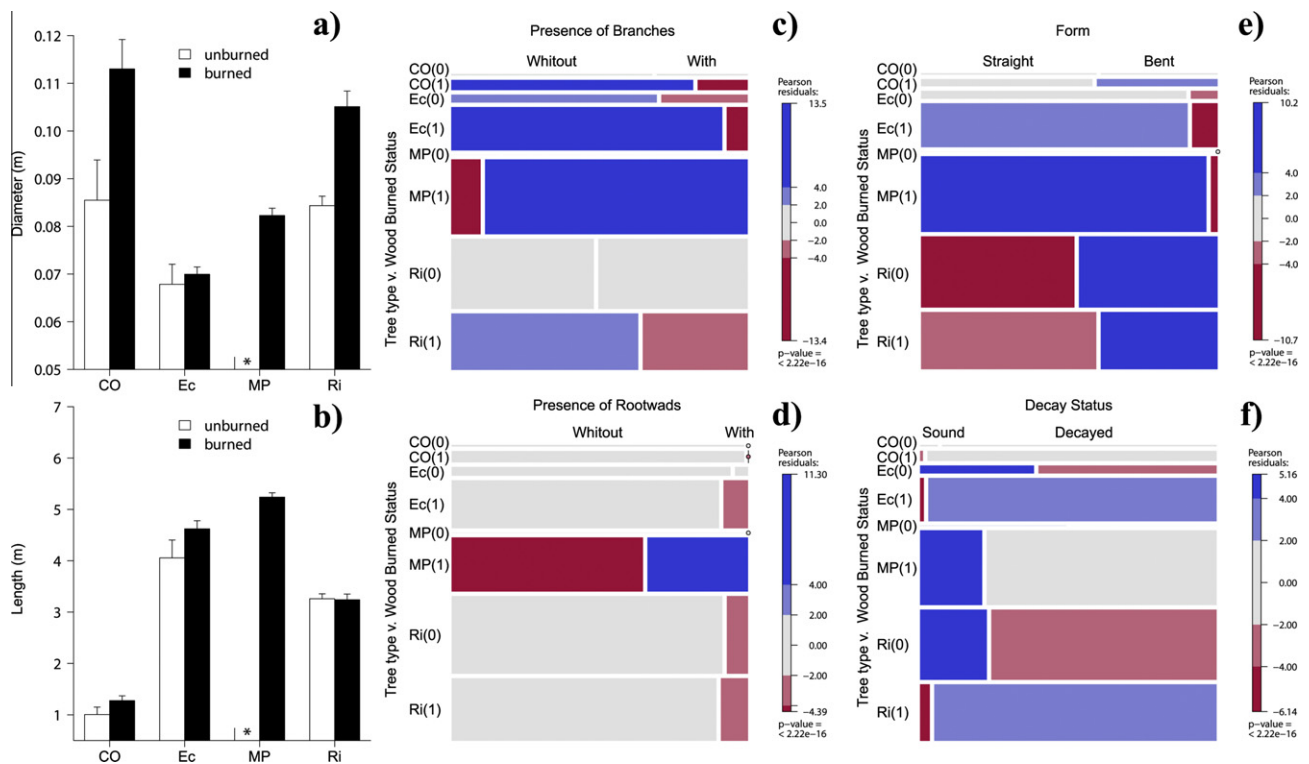 a)
unburned
burned
Diameter (m)
0.12
0.11
0.10
0.09
0.08
0.07
0.06
0.05
*
CO
Ec
MP
Ri
b)
unburned
burned
Length (m)
7
6
5
4
3
2
1
*
CO
Ec
MP
Ri
c)
Presence of Branches
Whitout
With
Tree type v. Wood Burned Status
CO(0)
CO(1)
Ec(0)
Ec(1)
MP(0)
MP(1)
Ri(0)
Ri(1)
Pearson
residuals:
13.5
4.0
2.0
0.0
−2.0
−4.0
−13.4
p−value =
< 2.22e−16
d)
Presence of Rootwads
Whitout
With
Tree type v. Wood Burned Status
CO(0)
CO(1)
Ec(0)
Ec(1)
MP(0)
MP(1)
Ri(0)
Ri(1)
Pearson
residuals:
11.30
4.00
2.00
0.00
−2.00
−4.39
p−value =
< 2.22e−16
e)
Form
Straight
Bent
Tree type v. Wood Burned Status
CO(0)
CO(1)
Ec(0)
Ec(1)
MP(0)
MP(1)
Ri(0)
Ri(1)
Pearson
residuals:
10.2
4.0
2.0
0.0
−2.0
−4.0
−10.7
p−value =
< 2.22e−16
f)
Decay Status
Sound
Decayed
Tree type v. Wood Burned Status
CO(0)
CO(1)
Ec(0)
Ec(1)
MP(0)
MP(1)
Ri(0)
Ri(1)
Pearson
residuals:
5.16
4.00
2.00
0.00
−2.00
−4.00
−6.14
p−value =
< 2.22e−16